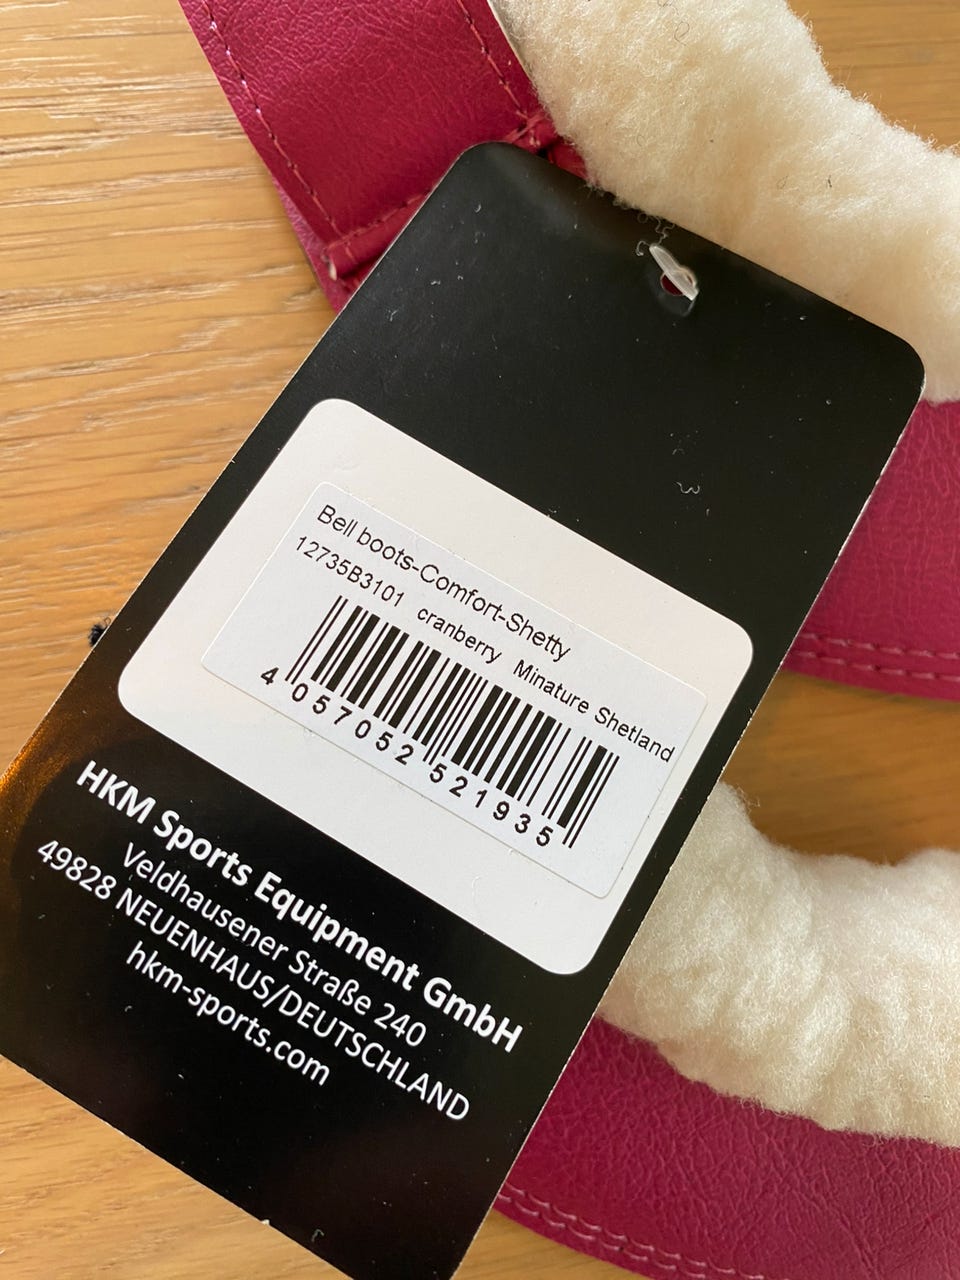 Bell boots-Comfort-Shetty
12735B3101 cranberry Minature Shetland
4 057052 521935
HKM Sports Equipment GmbH
Veldhausener Straße 240
49828 NEUENHAUS/DEUTSCHLAND
hkm-sports.com